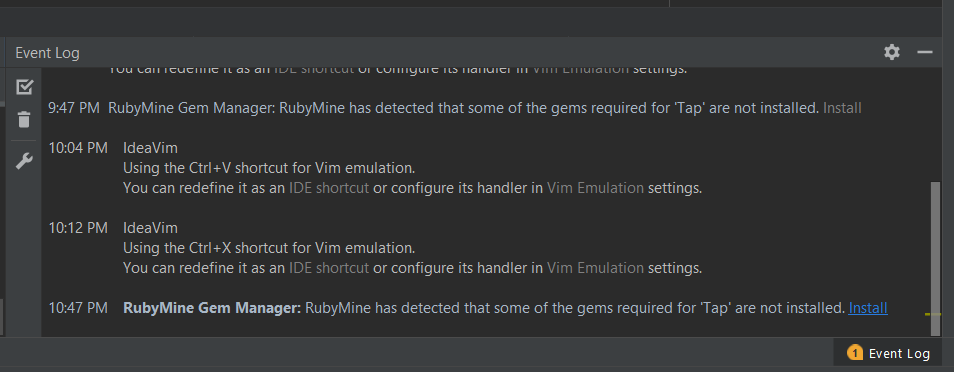 Event Log
You can redefine it as an IDE shortcut or configure its handler in Vim Emulation settings.
9:47 PM RubyMine Gem Manager: RubyMine has detected that some of the gems required for 'Tap' are not installed. Install
10:04 PM IdeaVim
Using the Ctrl+V shortcut for Vim emulation.
You can redefine it as an IDE shortcut or configure its handler in Vim Emulation settings.
10:12 PM IdeaVim
Using the Ctrl+X shortcut for Vim emulation.
You can redefine it as an IDE shortcut or configure its handler in Vim Emulation settings.
10:47 PM RubyMine Gem Manager: RubyMine has detected that some of the gems required for 'Tap' are not installed. Install
1 Event Log